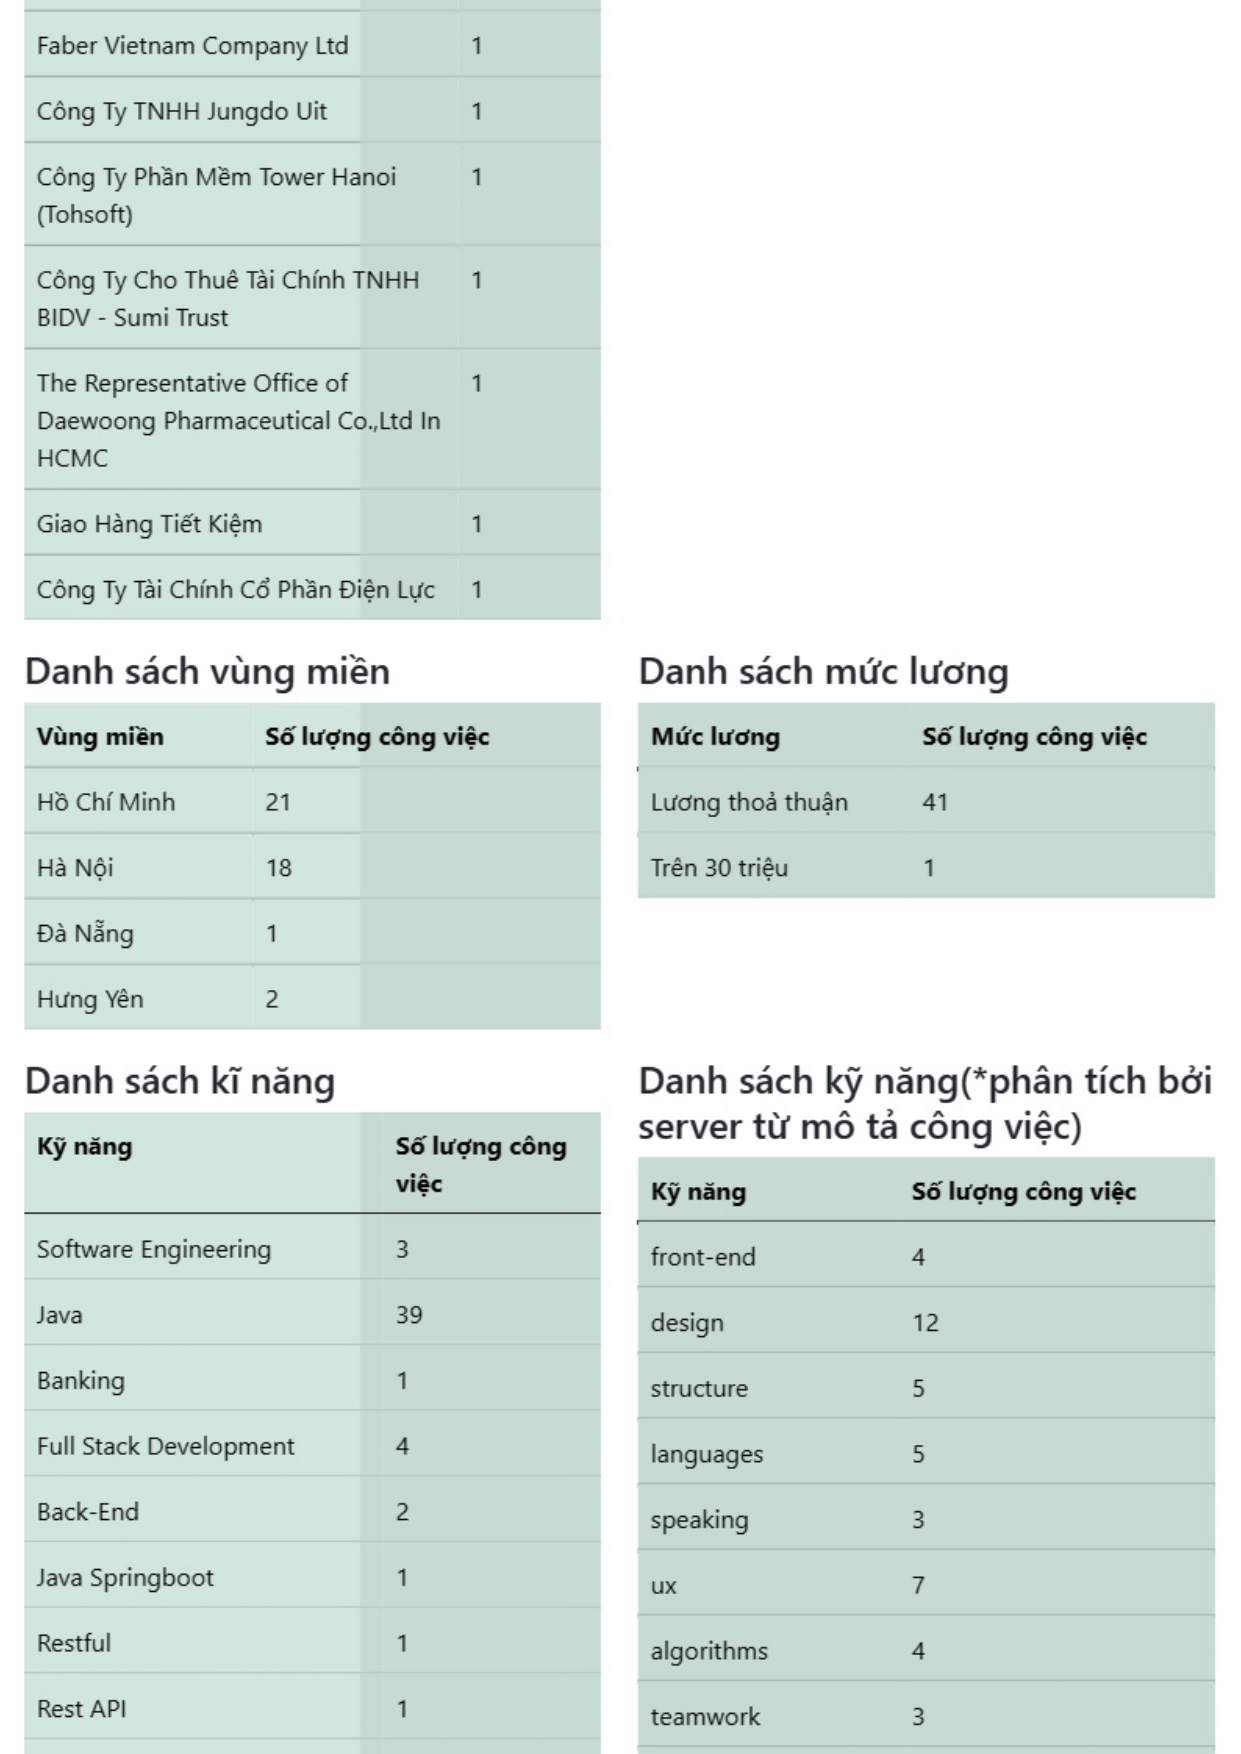 Faber Vietnam Company Ltd 1
Công Ty TNHH Jungdo Uit 1
Công Ty Phần Mềm Tower Hanoi 1
(Tohsoft)
Công Ty Cho Thuê Tài Chính TNHH 1
BIDV - Sumi Trust
The Representative Office of 1
Daewoong Pharmaceutical Co.,Ltd In
HCMC
Giao Hàng Tiết Kiệm 1
Công Ty Tài Chính Cổ Phần Điện Lực 1
Danh sách vùng miền
Vùng miền Số lượng công việc
Hồ Chí Minh 21
Hà Nội 18
Đà Nẵng 1
Hưng Yên 2
Danh sách mức lương
Mức lương Số lượng công việc
Lương thoả thuận 41
Trên 30 triệu 1
Danh sách kĩ năng
Kỹ năng Số lượng công
việc
Software Engineering 3
Java 39
Banking 1
Full Stack Development 4
Back-End 2
Java Springboot 1
Restful 1
Rest API 1
Danh sách kỹ năng(*phân tích bởi
server từ mô tả công việc)
Kỹ năng Số lượng công việc
front-end 4
design 12
structure 5
languages 5
speaking 3
ux 7
algorithms 4
teamwork 3